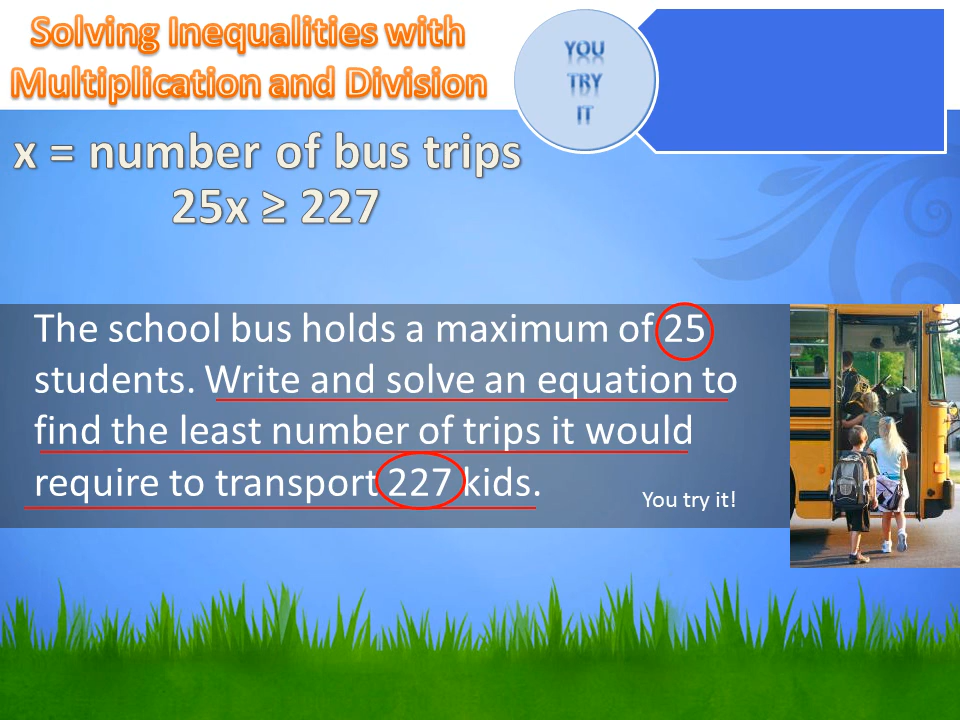 Solving Inequalities with
Multiplication and Division
YOU
TRY
IT
x = number of bus trips
25x ≥ 227
The school bus holds a maximum of 25
students. Write and solve an equation to
find the least number of trips it would
require to transport 227 kids.
You try it!